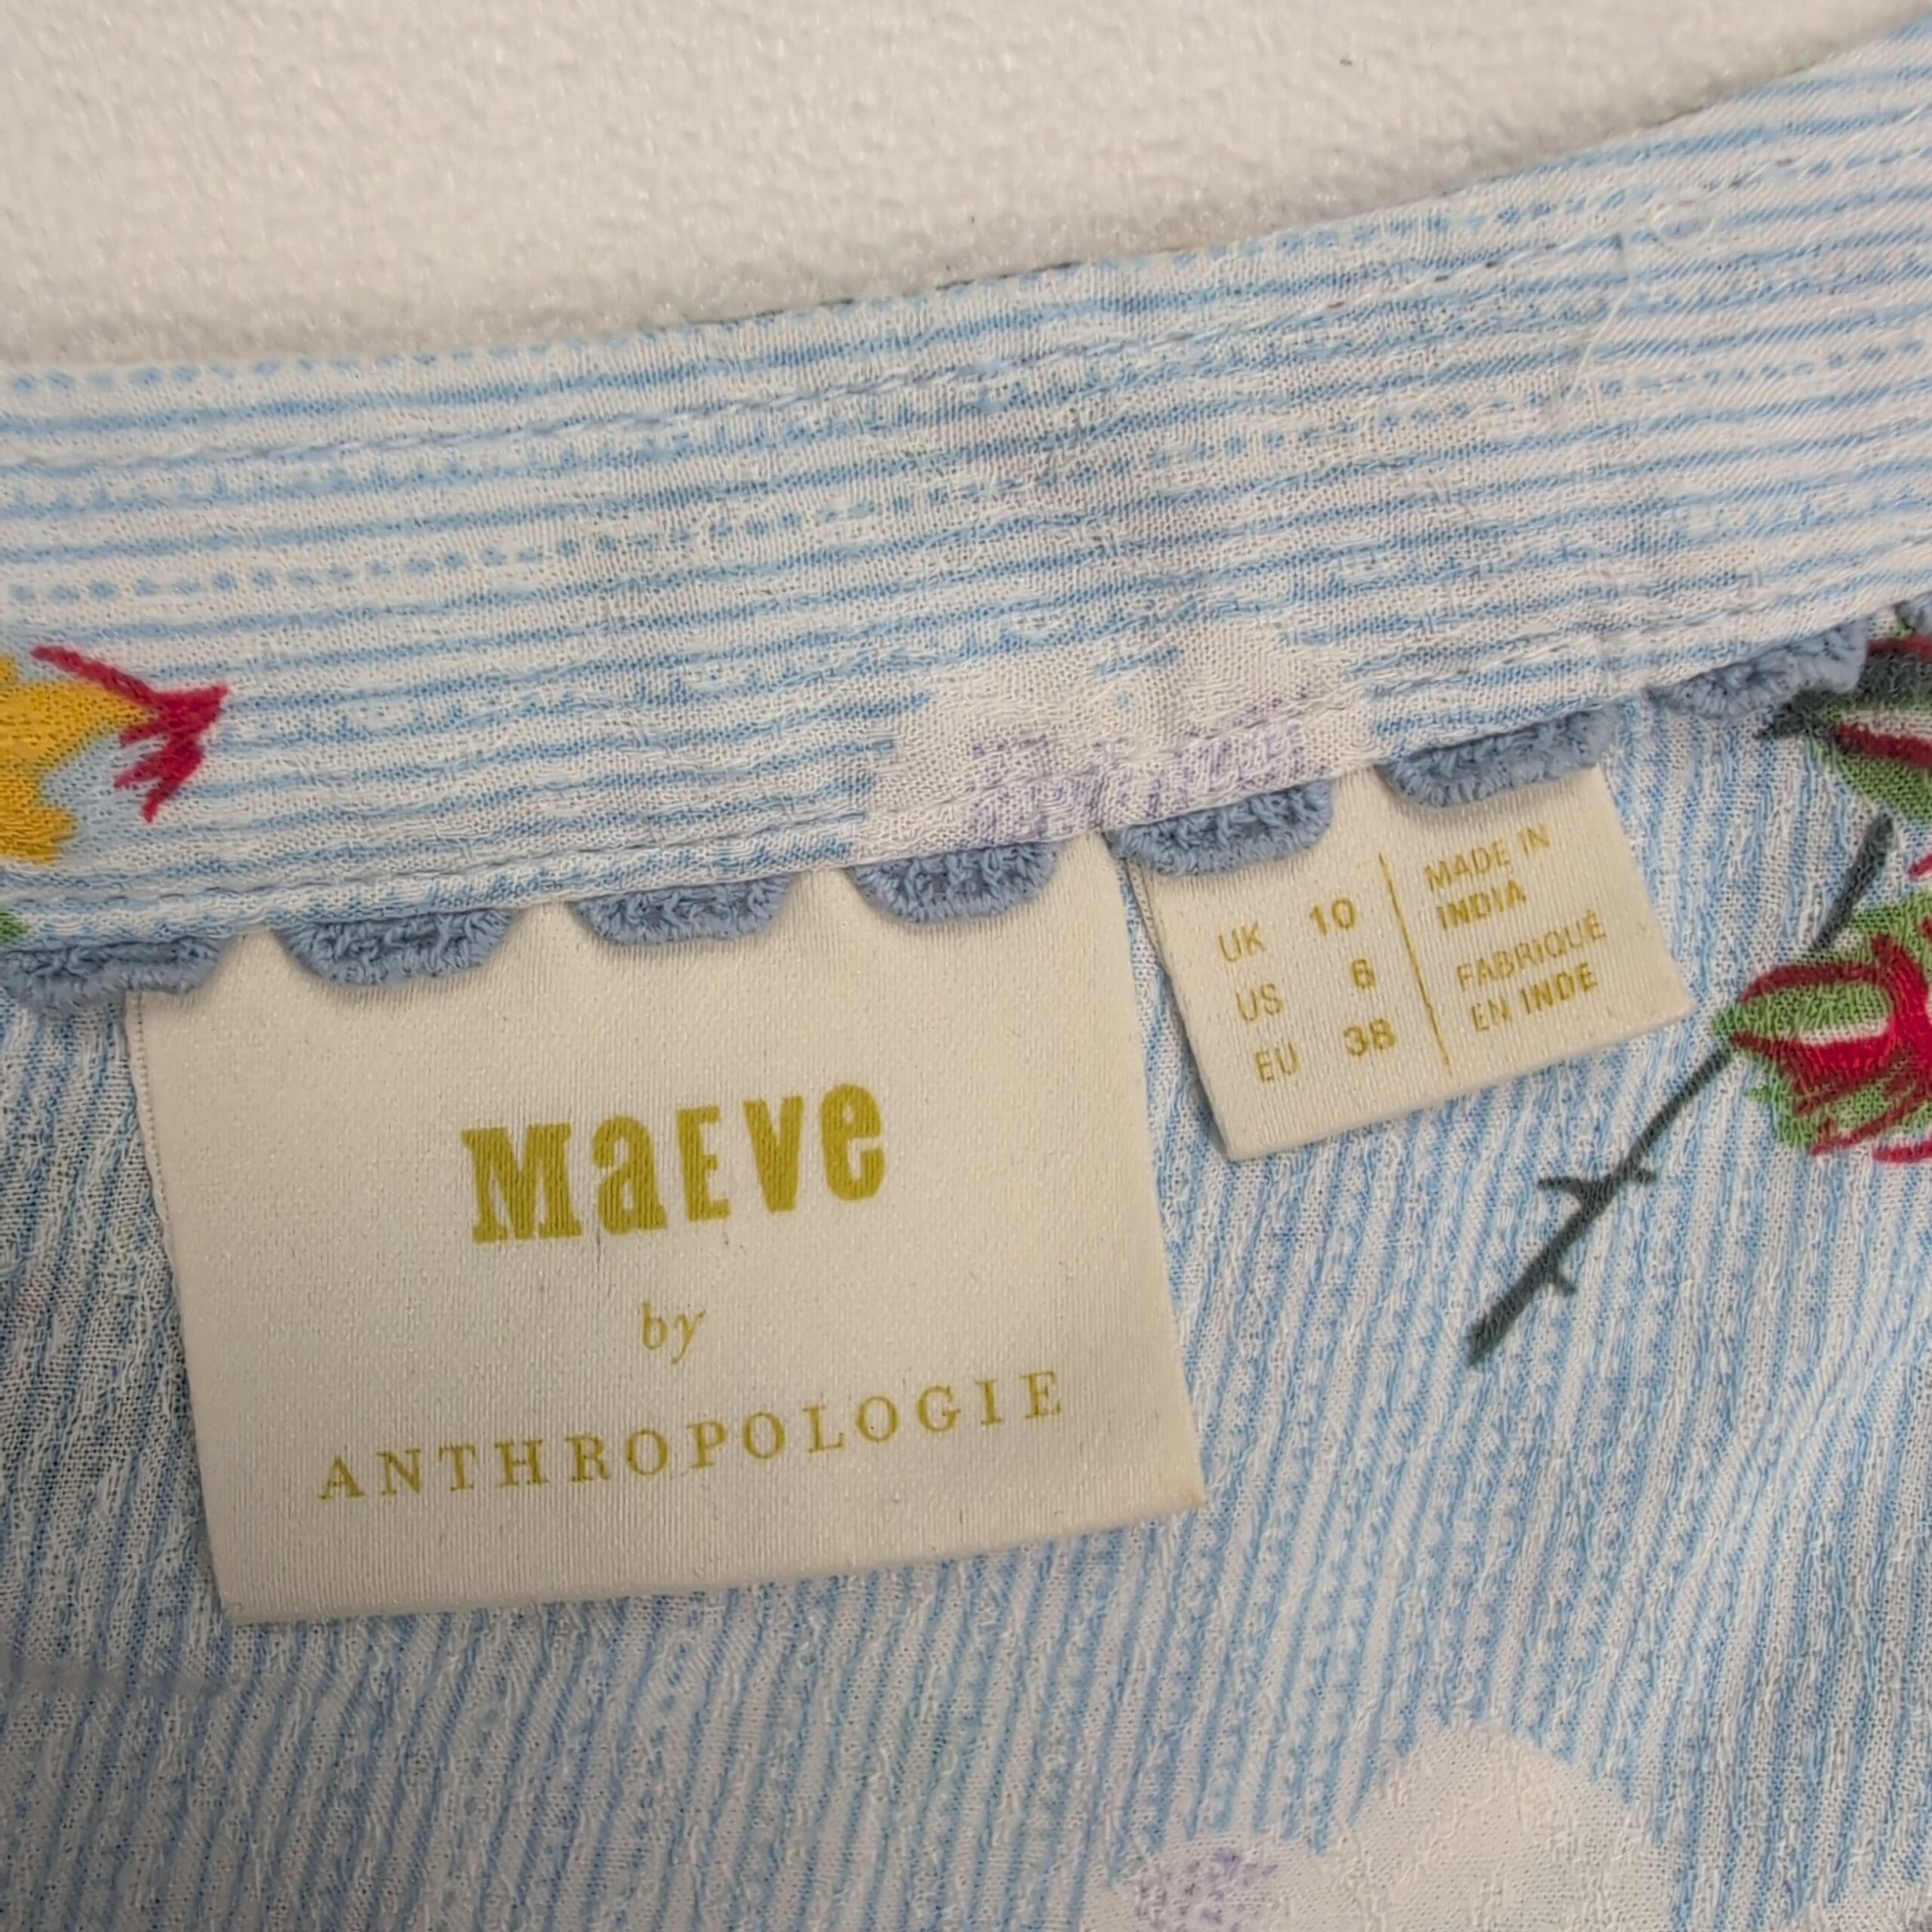 MaEVe
by
ANTHROPOLOGIE
UK 10
US 6
EU 38
MADE IN
INDIA
FABRIQUÉ
EN INDE